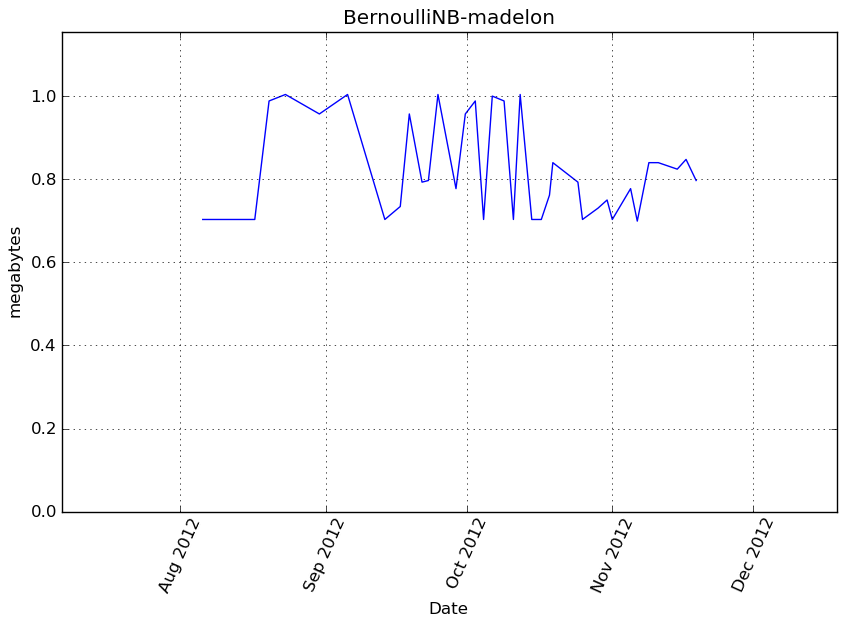 BernoulliNB-madelon
1.0
0.8
0.6
0.4
0.2
0.0
megabytes
Aug 2012
Sep 2012
Oct 2012
Nov 2012
Dec 2012
Date